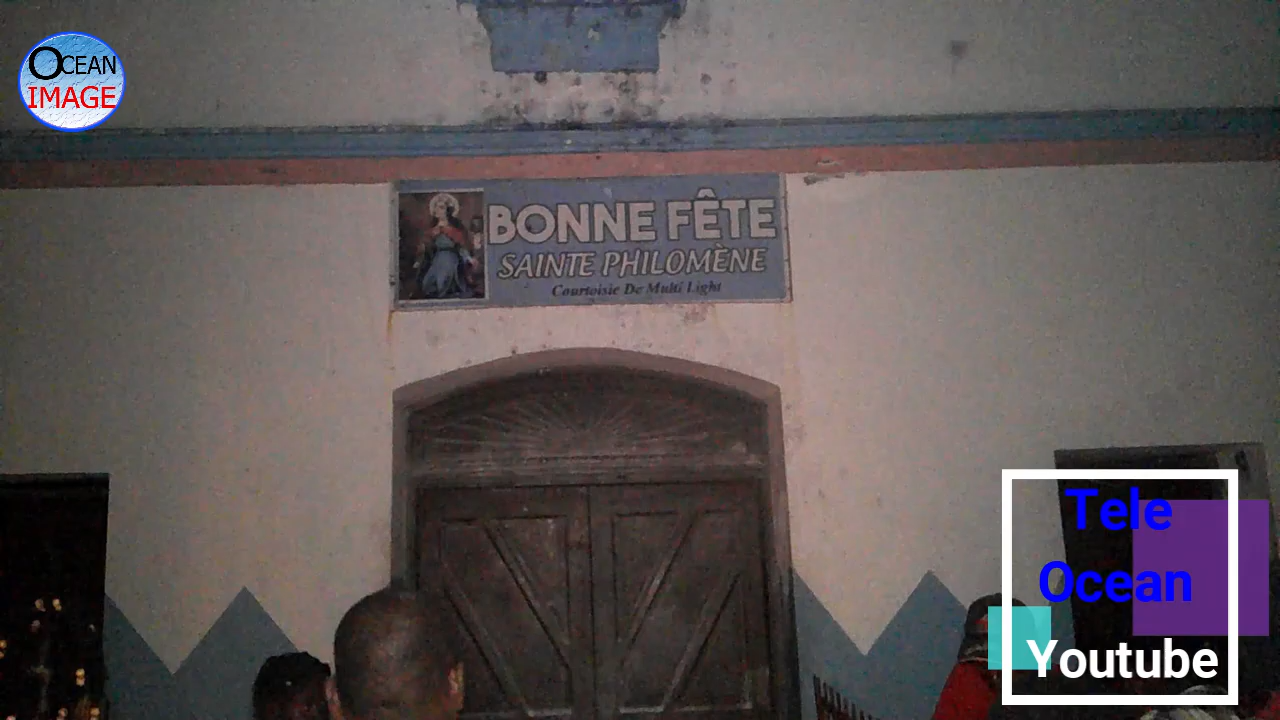 OCEAN
IMAGE
BONNE FÊTE
SAINTE PHILOMÈNE
Courtoisie De Multi Light
Tele
Ocean
Youtube